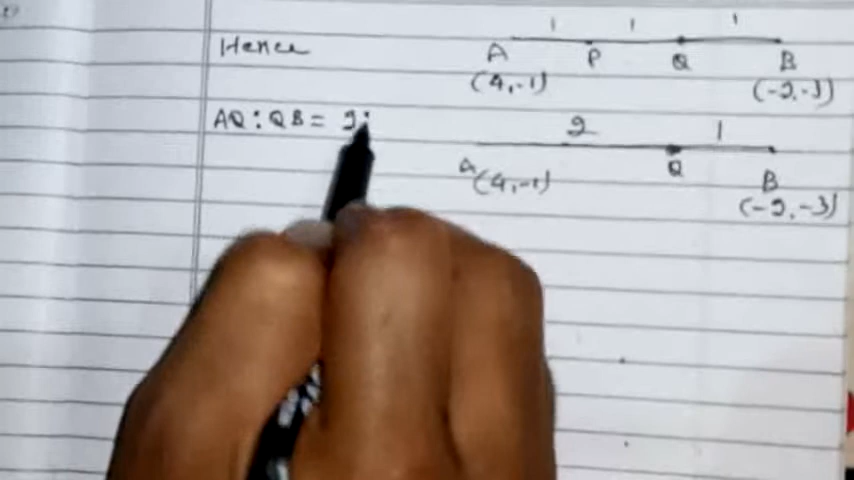 Hence
1 1 1
A P Q B
(4,-1) (-2,-3)
AQ : QB = 2:
2 1
A(4,-1) Q B
(-2,-3)